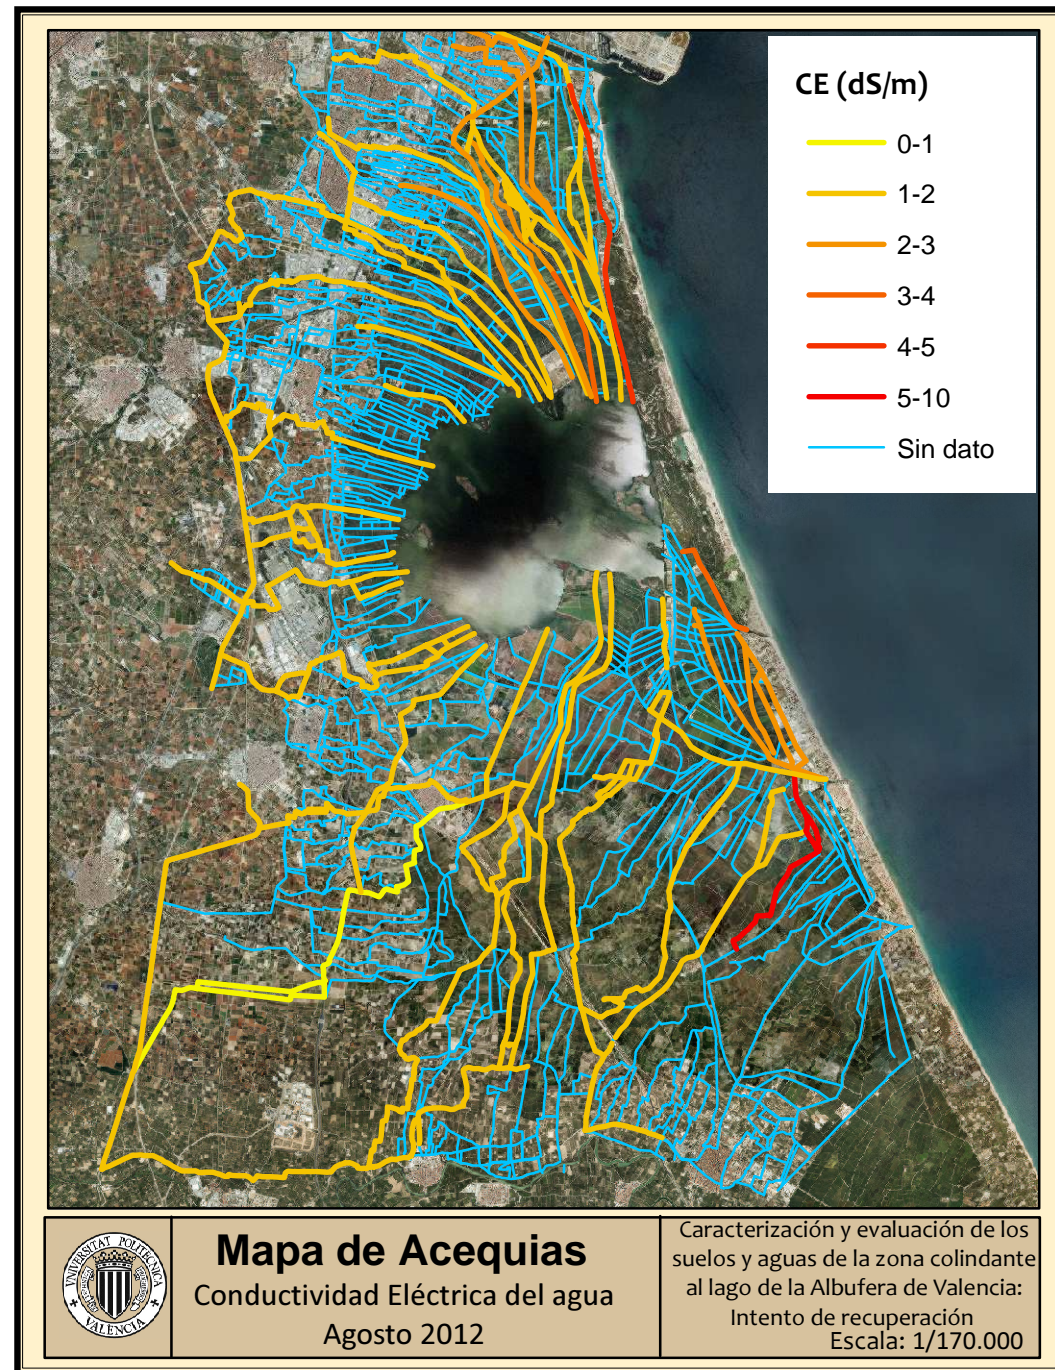 CE (dS/m)
0-1
1-2
2-3
3-4
4-5
5-10
Sin dato
UNIVERSITAT POLITÈCNICA
VALÈNCIA
Mapa de Acequias
Conductividad Eléctrica del agua
Agosto 2012
Caracterización y evaluación de los
suelos y aguas de la zona colindante
al lago de la Albufera de Valencia:
Intento de recuperación
Escala: 1/170.000